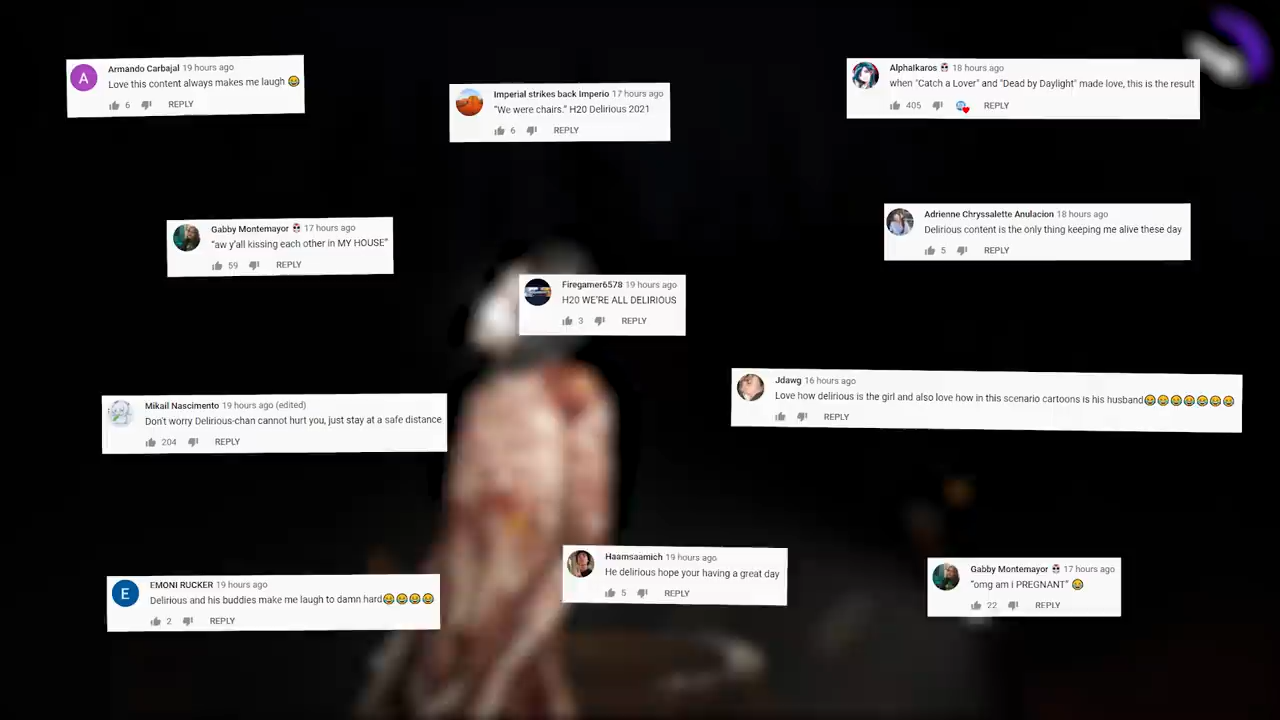 A
Armando Carbajal 19 hours ago
Love this content always makes me laugh 😂
6 REPLY
Imperial strikes back Imperio 17 hours ago
"We were chairs." H20 Delirious 2021
6 REPLY
AlphaIkaros 18 hours ago
when "Catch a Lover" and "Dead by Daylight" made love, this is the result
405 REPLY
Gabby Montemayor 17 hours ago
"aw y'all kissing each other in MY HOUSE"
59 REPLY
Adrienne Chryssalette Anulacion 18 hours ago
Delirious content is the only thing keeping me alive these day
5 REPLY
Firegamer6578 19 hours ago
H20 WE'RE ALL DELIRIOUS
3 REPLY
Jdawg 16 hours ago
Love how delirious is the girl and also love how in this scenario cartoons is his husband😂😂😂😂😂😂😂
REPLY
Mikail Nascimento 19 hours ago (edited)
Don't worry Delirious-chan cannot hurt you, just stay at a safe distance
204 REPLY
Haamsaamich 19 hours ago
He delirious hope your having a great day
5 REPLY
Gabby Montemayor 17 hours ago
"omg am i PREGNANT" 😂
22 REPLY
E
EMONI RUCKER 19 hours ago
Delirious and his buddies make me laugh to damn hard😂😂😂😂
2 REPLY